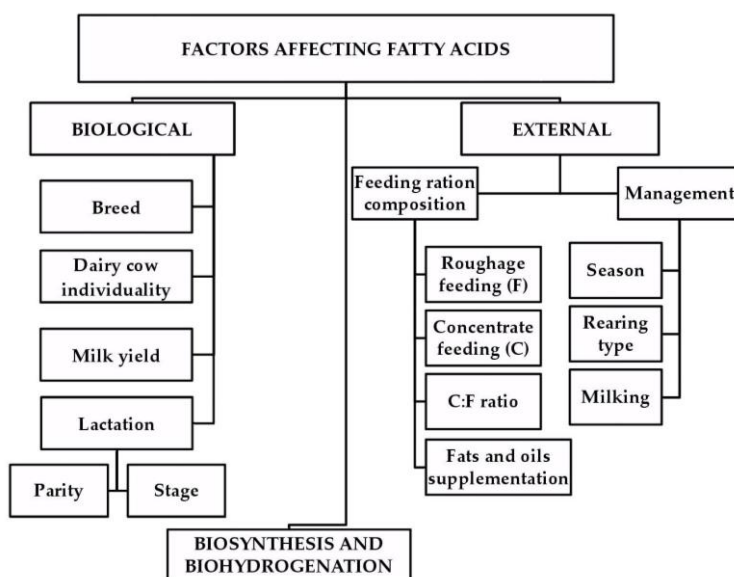 FACTORS AFFECTING FATTY ACIDS
BIOLOGICAL
EXTERNAL
Breed
Dairy cow
individuality
Milk yield
Lactation
Parity
Stage
Feeding ration
composition
Management
Roughage
feeding (F)
Concentrate
feeding (C)
C:F ratio
Fats and oils
supplementation
Season
Rearing
type
Milking
BIOSYNTHESIS AND
BIOHYDROGENATION